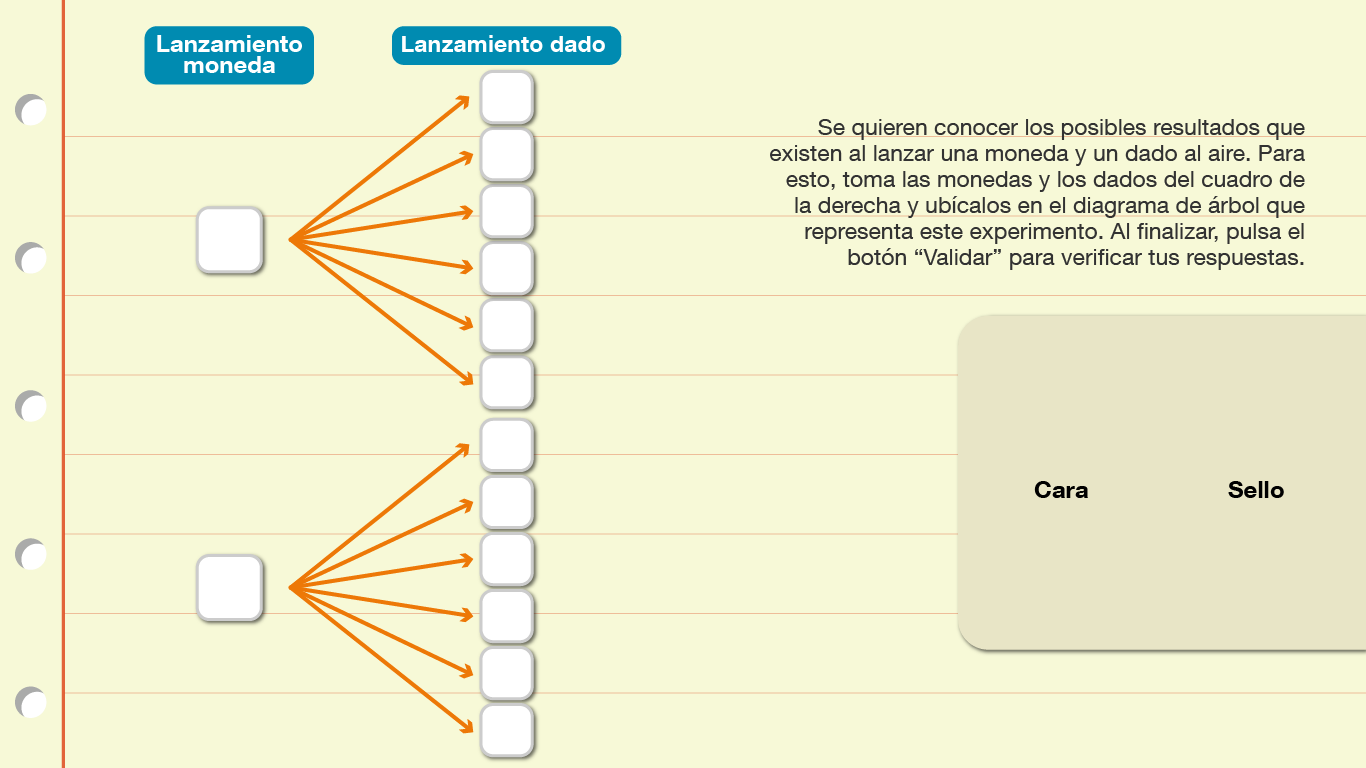 Lanzamiento
moneda
Lanzamiento dado
Se quieren conocer los posibles resultados que
existen al lanzar una moneda y un dado al aire. Para
esto, toma las monedas y los dados del cuadro de
la derecha y ubícalos en el diagrama de árbol que
representa este experimento. Al finalizar, pulsa el
botón “Validar” para verificar tus respuestas.
Cara
Sello